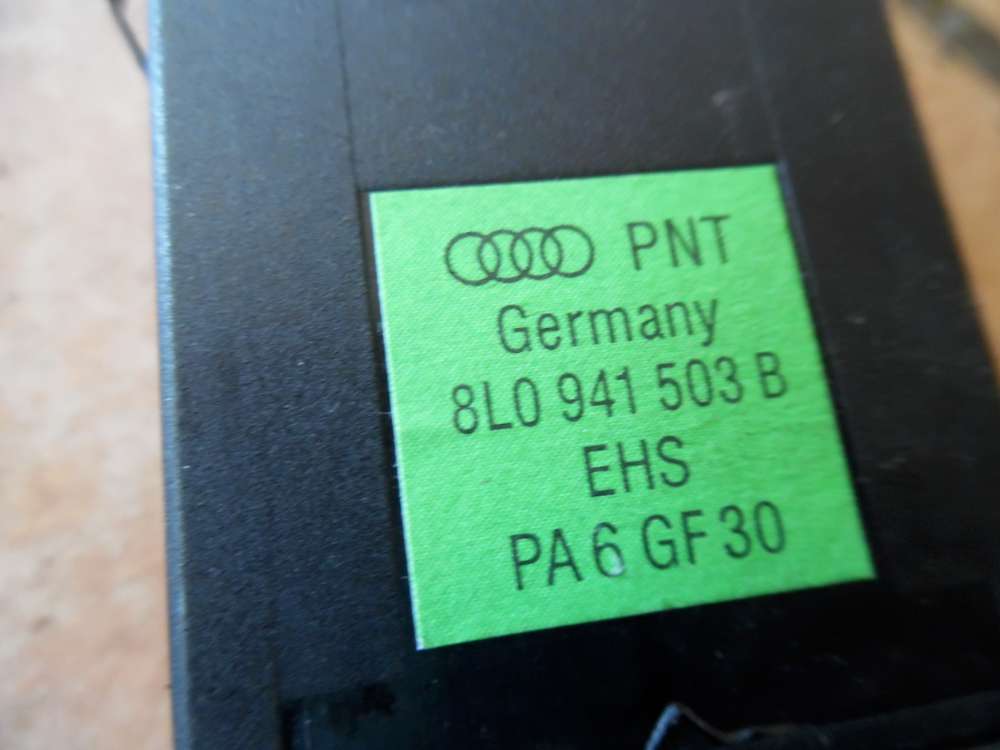 PNT
Germany
8L0 941 503 B
EHS
PA 6 GF 30